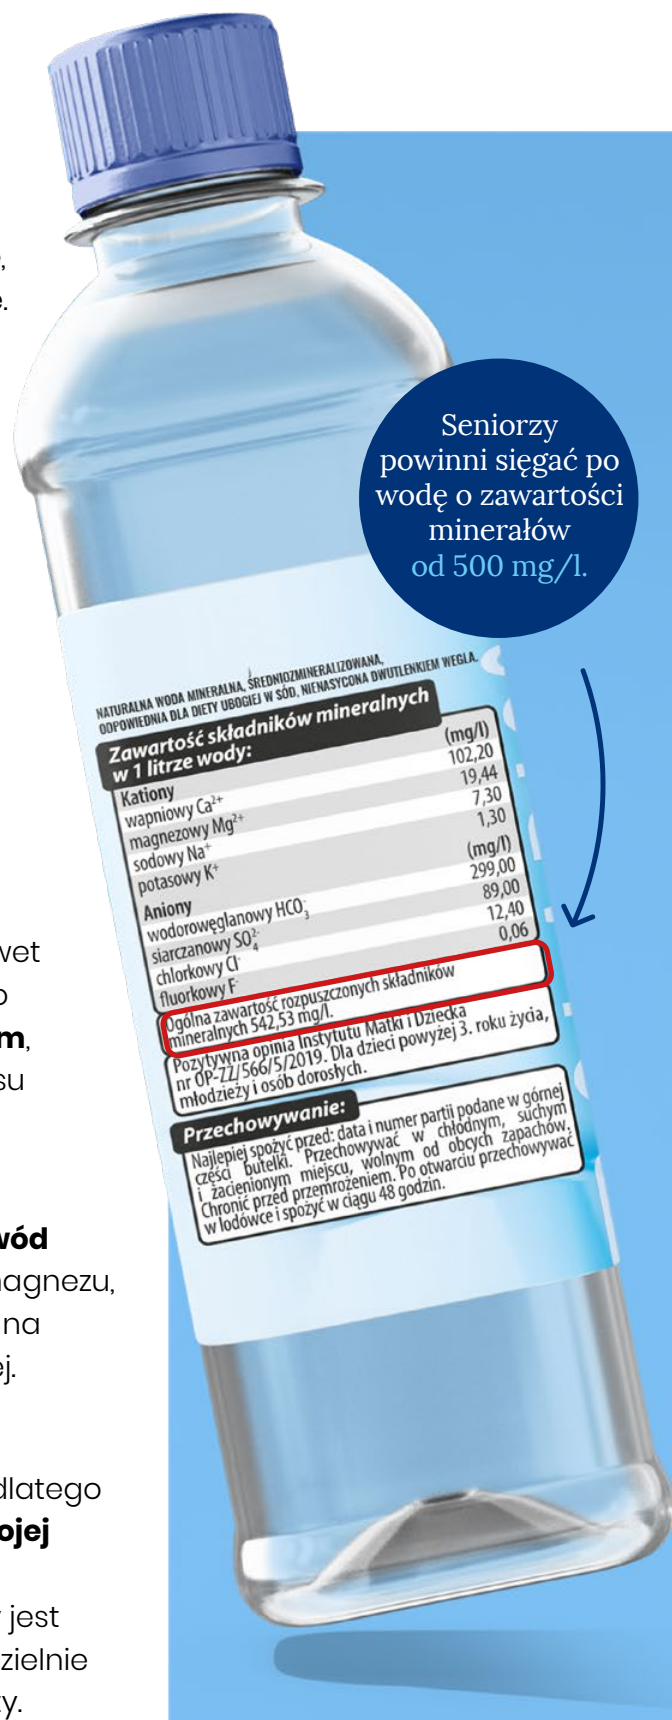 Seniorzy
powinni sięgać po
wodę o zawartości
minerałów
od 500 mg/l.
NATURALNA WODA MINERALNA, ŚREDNIOZMINERALIZOWANA,
ODPOWIEDNIA DLA DIETY UBOGIEJ W SÓD, NIENASYCONA DWUTLENKIEM WĘGLA.
Zawartość składników mineralnych
w 1 litrze wody:
Kationy (mg/l)
wapniowy Ca²⁺ 102,20
magnezowy Mg²⁺ 19,44
sodowy Na⁺ 7,30
potasowy K⁺ 1,30
Aniony (mg/l)
wodorowęglanowy HCO₃⁻ 299,00
siarczanowy SO₄²⁻ 89,00
chlorkowy Cl⁻ 12,40
fluorkowy F⁻ 0,06
Ogólna zawartość rozpuszczonych składników
mineralnych 542,53 mg/l.
Pozytywna opinia Instytutu Matki i Dziecka
nr OP-ZZ/566/5/2019. Dla dzieci powyżej 3. roku życia,
młodzieży i osób dorosłych.
Przechowywanie:
Najlepiej spożyć przed: data i numer partii podane w górnej
części butelki. Przechowywać w chłodnym, suchym
i zacienionym miejscu, wolnym od obcych zapachów.
Chronić przed przemrożeniem. Po otwarciu przechowywać
w lodówce i spożyć w ciągu 48 godzin.
su
wód
magnezu,
na
dlatego
jest